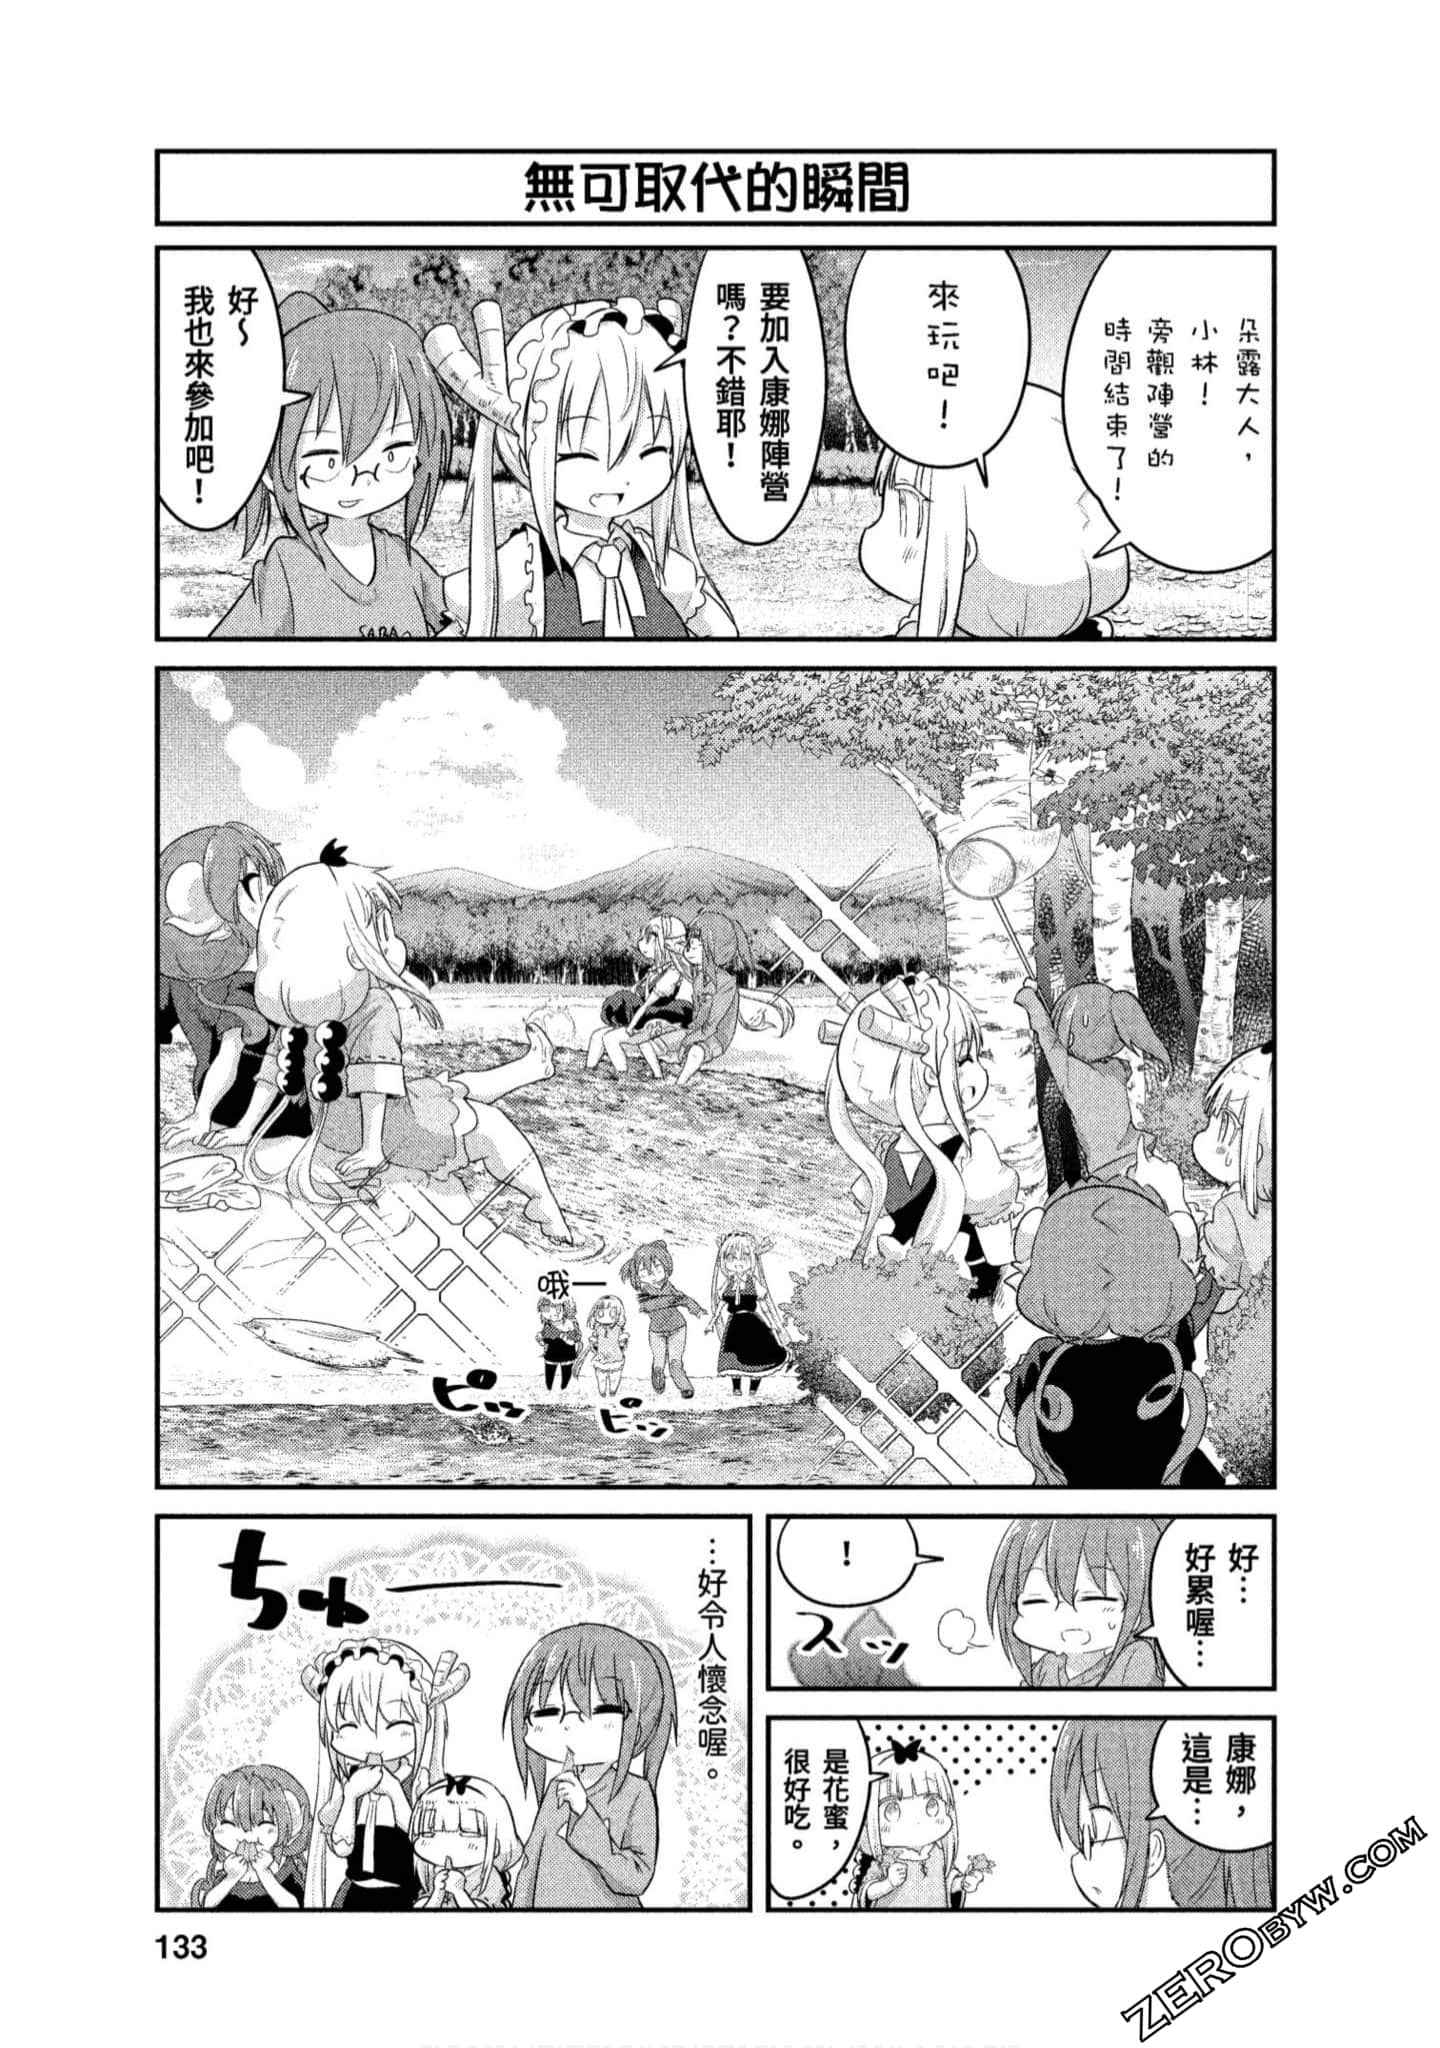 無可取代的瞬間
朵露大人，
小林！
旁觀陣營的
時間結束了！
來玩吧！
要加入康娜陣營
嗎？不錯耶！
好～
我也來參加吧！
SABA
哦—
ピッ
ピッ
好…
好累喔…
！
スッ
康娜，
這是…
是花蜜，
很好吃。
…好令人懷念喔。
ちゅ——
133
ZEROBYW.COM